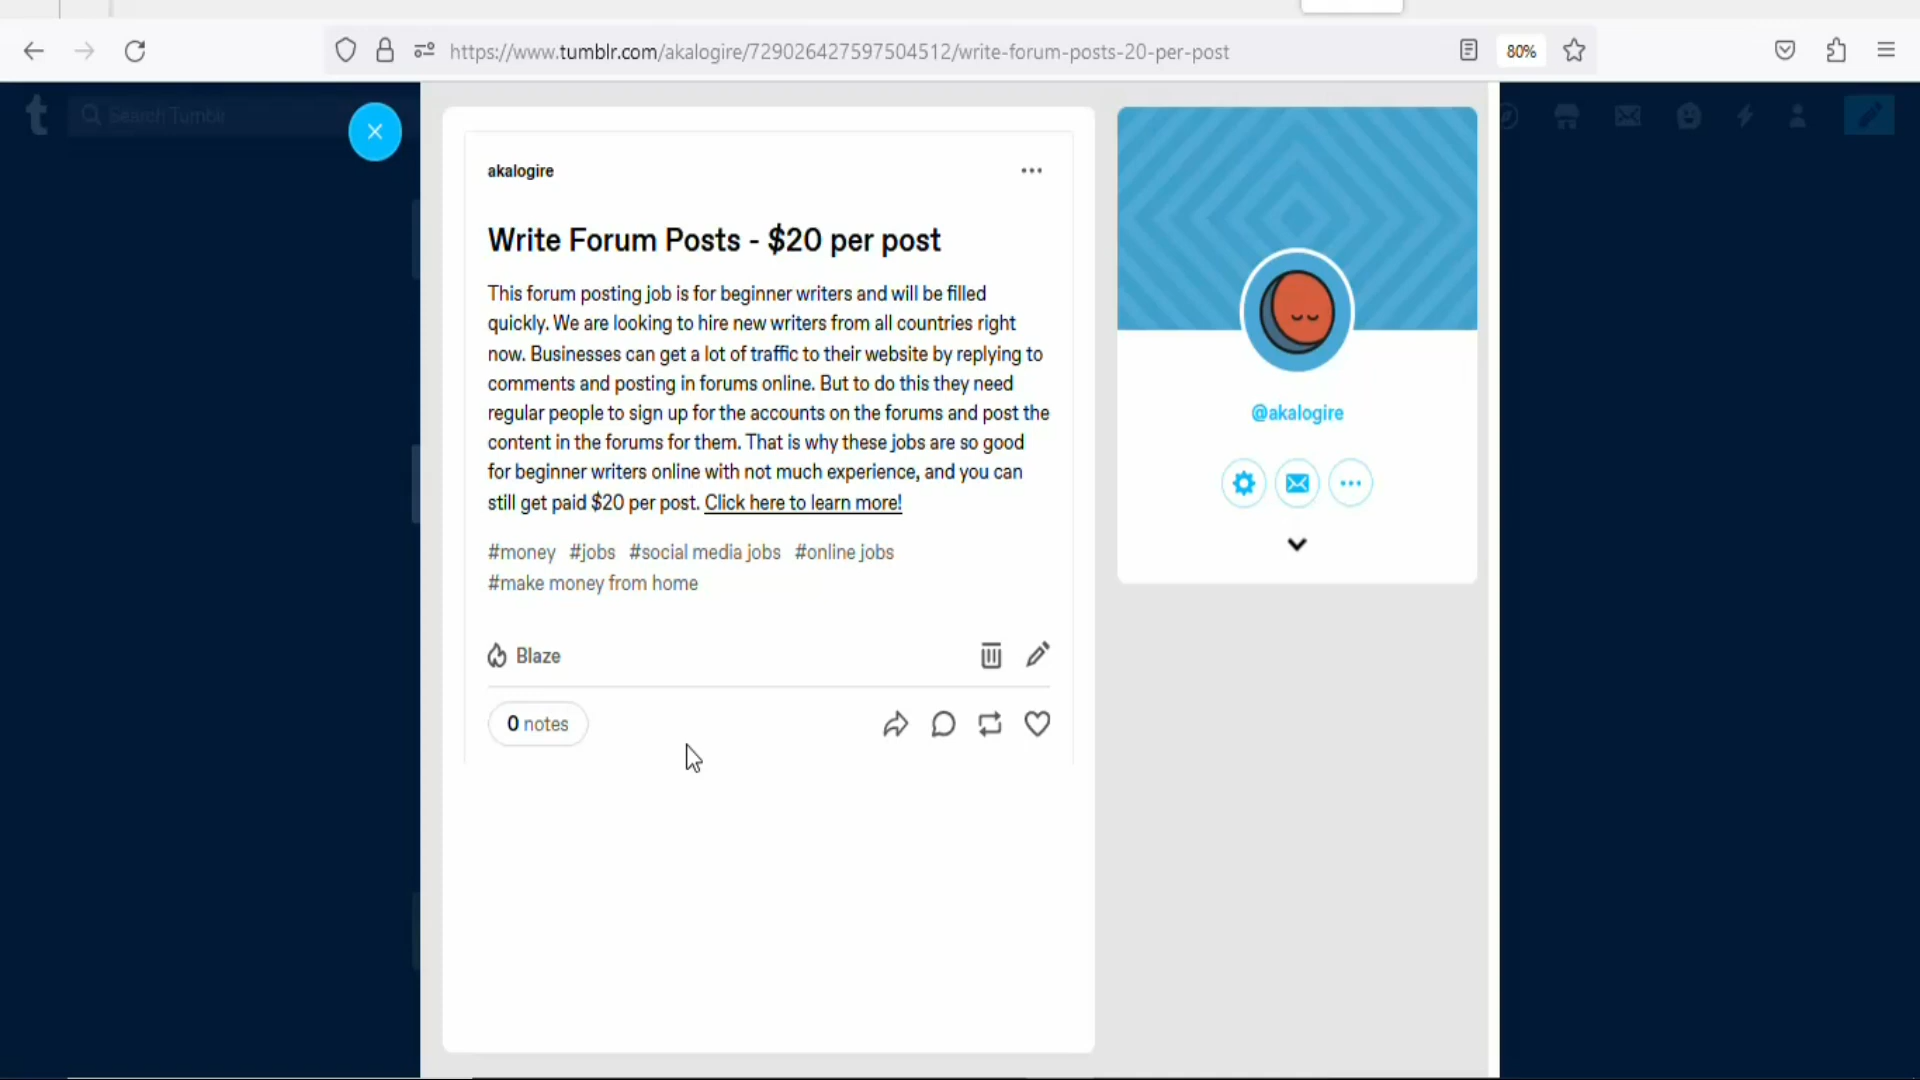 https://www.tumblr.com/akalogire/729026427597504512/write-forum-posts-20-per-post
80%
t
Search Tumblr
akalogire
Write Forum Posts - $20 per post
This forum posting job is for beginner writers and will be filled
quickly. We are looking to hire new writers from all countries right
now. Businesses can get a lot of traffic to their website by replying to
comments and posting in forums online. But to do this they need
regular people to sign up for the accounts on the forums and post the
content in the forums for them. That is why these jobs are so good
for beginner writers online with not much experience, and you can
still get paid $20 per post. Click here to learn more!
#money #jobs #social media jobs #online jobs
#make money from home
Blaze
0 notes
@akalogire